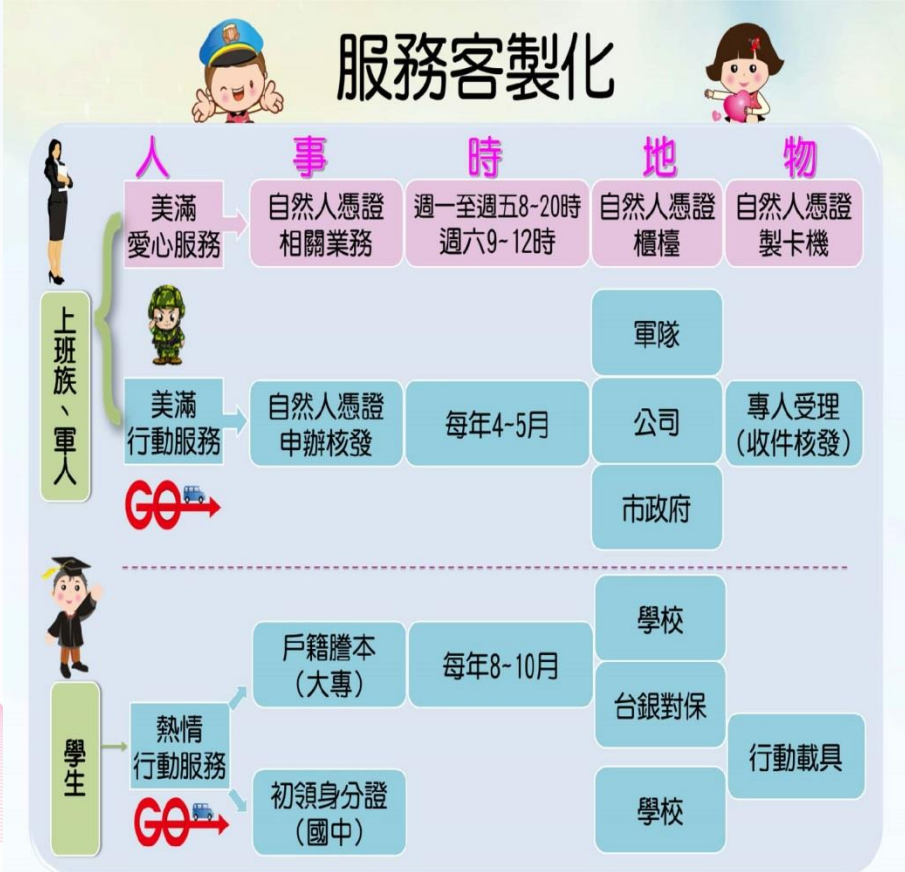 服務客製化
人 事 時 地 物
上班族、軍人
美滿
愛心服務
自然人憑證
相關業務
週一至週五8~20時
週六9~12時
自然人憑證
櫃檯
自然人憑證
製卡機
美滿
行動服務
自然人憑證
申辦核發
每年4~5月
軍隊
公司
市政府
專人受理
(收件核發)
GO
學生
熱情
行動服務
GO
戶籍謄本
(大專)
每年8~10月
學校
台銀對保
初領身分證
(國中)
學校
行動載具